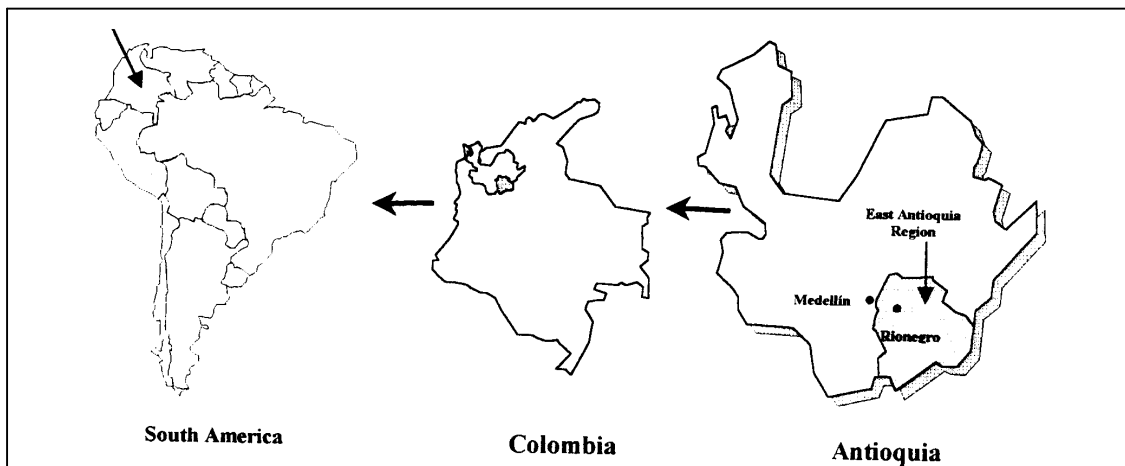 East Antioquia
Region
Medellín
Rionegro
South America
Colombia
Antioquia